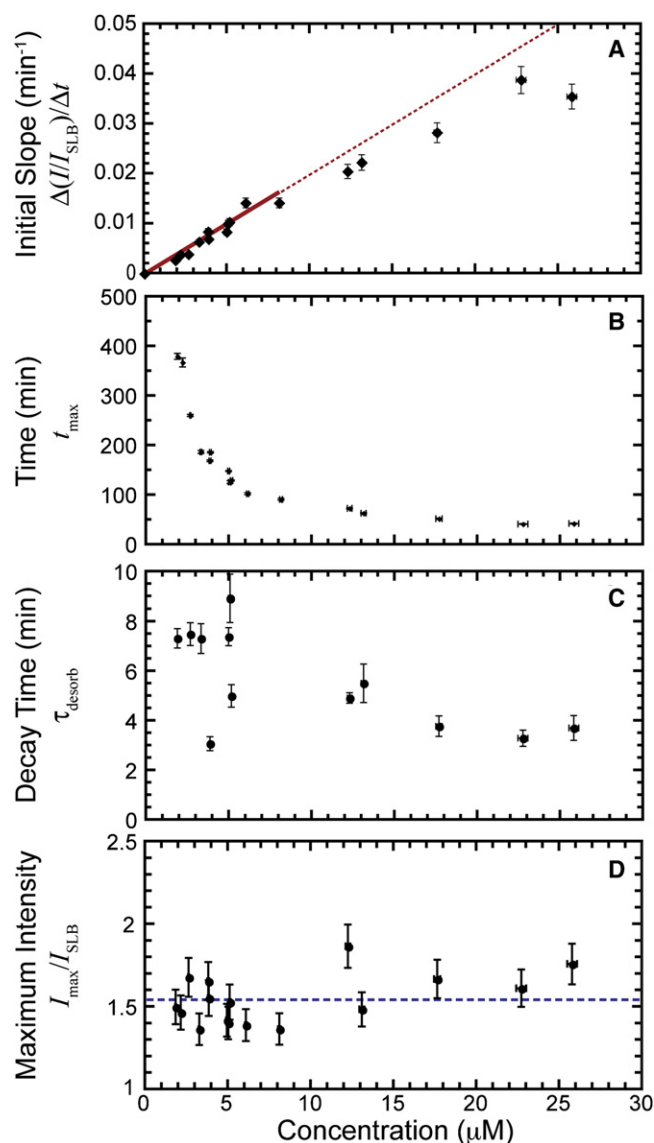 Initial Slope (min⁻¹)
Δ(I/I_SLB)/Δt
0.05
0.04
0.03
0.02
0.01
0
A
Time (min)
t_max
500
400
300
200
100
0
B
Decay Time (min)
τ_desorb
10
8
6
4
2
0
C
Maximum Intensity
I_max/I_SLB
2.5
2
1.5
1
D
0 5 10 15 20 25 30
Concentration (μM)